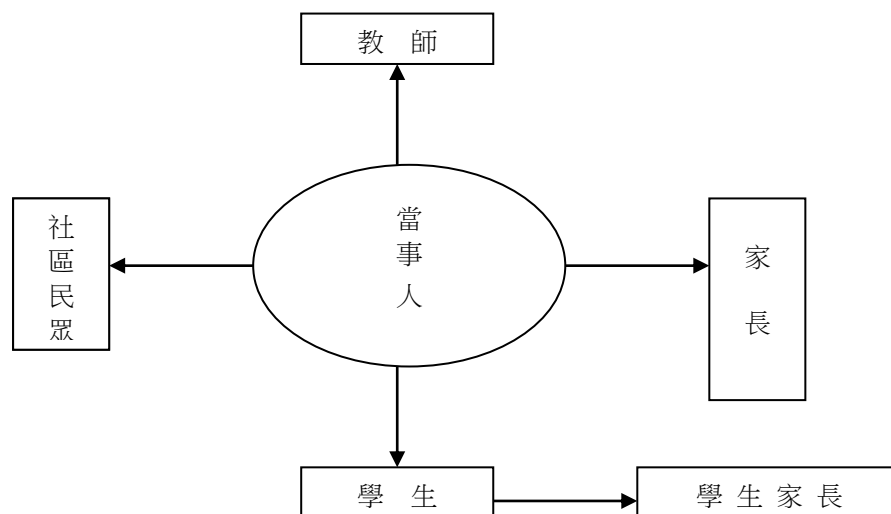 教 師
當事人
社區民眾
家長
學 生
學 生 家 長